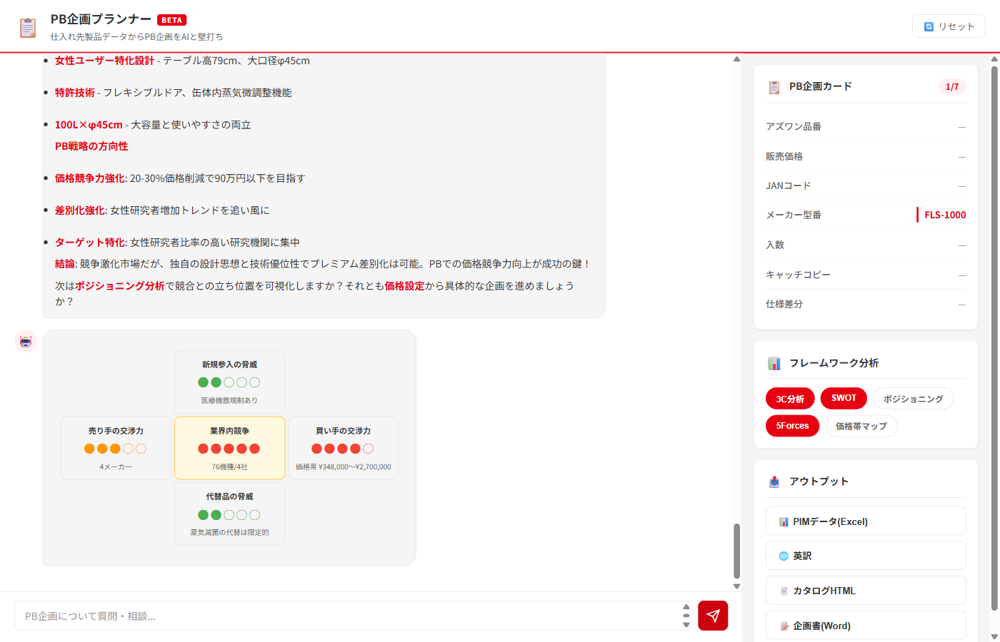 PB企画プランナー BETA
仕入れ先製品データからPB企画をAIと壁打ち
リセット
女性ユーザー特化設計 - テーブル高79cm、大口径φ45cm
特許技術 - フレキシブルドア、缶体内蒸気微調整機能
100L×φ45cm - 大容量と使いやすさの両立
PB戦略の方向性
価格競争力強化: 20-30%価格削減で90万円以下を目指す
差別化強化: 女性研究者増加トレンドを追い風に
ターゲット特化: 女性研究者比率の高い研究機関に集中
結論: 競争激化市場だが、独自の設計思想と技術優位性でプレミアム差別化は可能。PBでの価格競争力向上が成功の鍵！
次はポジショニング分析で競合との立ち位置を可視化しますか？それとも価格設定から具体的な企画を進めましょう
か？
新規参入の脅威
医療機器規制あり
売り手の交渉力
4メーカー
業界内競争
76機種/4社
買い手の交渉力
価格帯 ¥348,000〜¥2,700,000
代替品の脅威
蒸気滅菌の代替は限定的
PB企画について質問・相談...
PB企画カード 1/7
アズワン品番 —
販売価格 —
JANコード —
メーカー型番 FLS-1000
入数 —
キャッチコピー —
仕様差分 —
フレームワーク分析
3C分析 SWOT ポジショニング
5Forces 価格帯マップ
アウトプット
PIMデータ(Excel)
英訳
カタログHTML
企画書(Word)